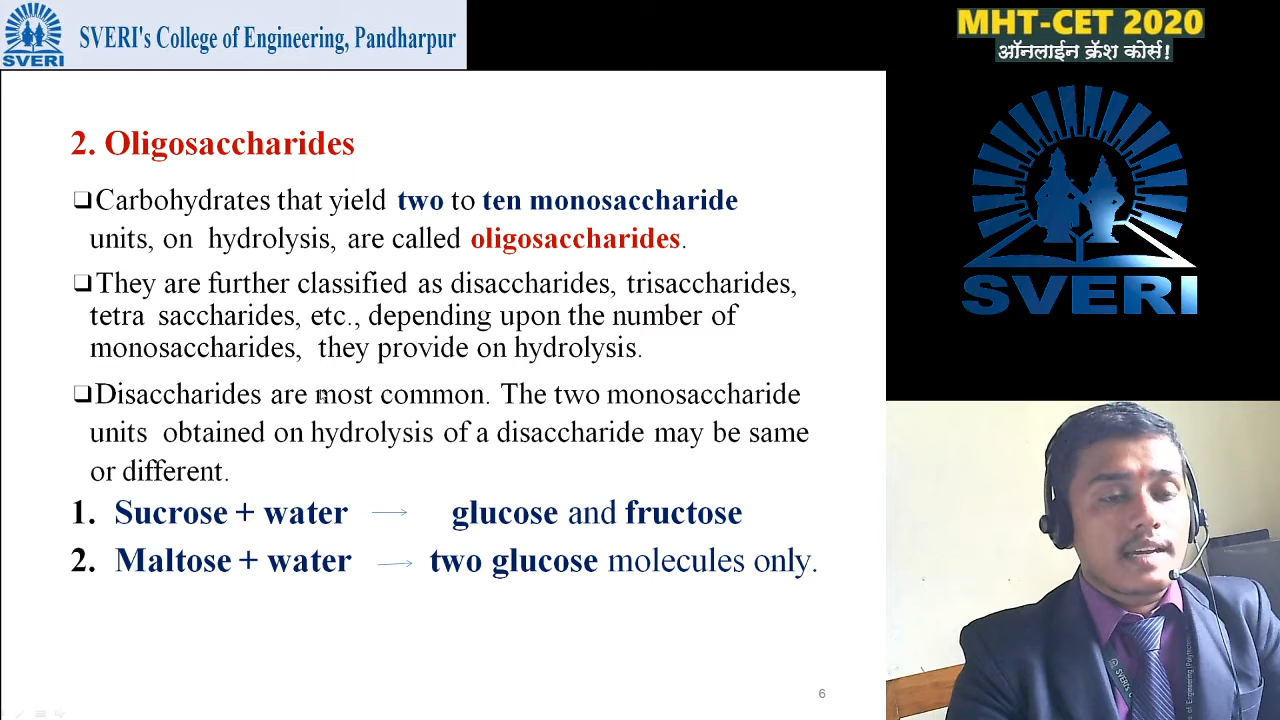 SVERI's College of Engineering, Pandharpur
SVERI
MHT-CET 2020
ऑनलाईन क्रॅश कोर्स!
SVERI
2. Oligosaccharides
❑Carbohydrates that yield two to ten monosaccharide
units, on hydrolysis, are called oligosaccharides.
❑They are further classified as disaccharides, trisaccharides,
tetra saccharides, etc., depending upon the number of
monosaccharides, they provide on hydrolysis.
❑Disaccharides are most common. The two monosaccharide
units obtained on hydrolysis of a disaccharide may be same
or different.
1. Sucrose + water → glucose and fructose
2. Maltose + water → two glucose molecules only.
6